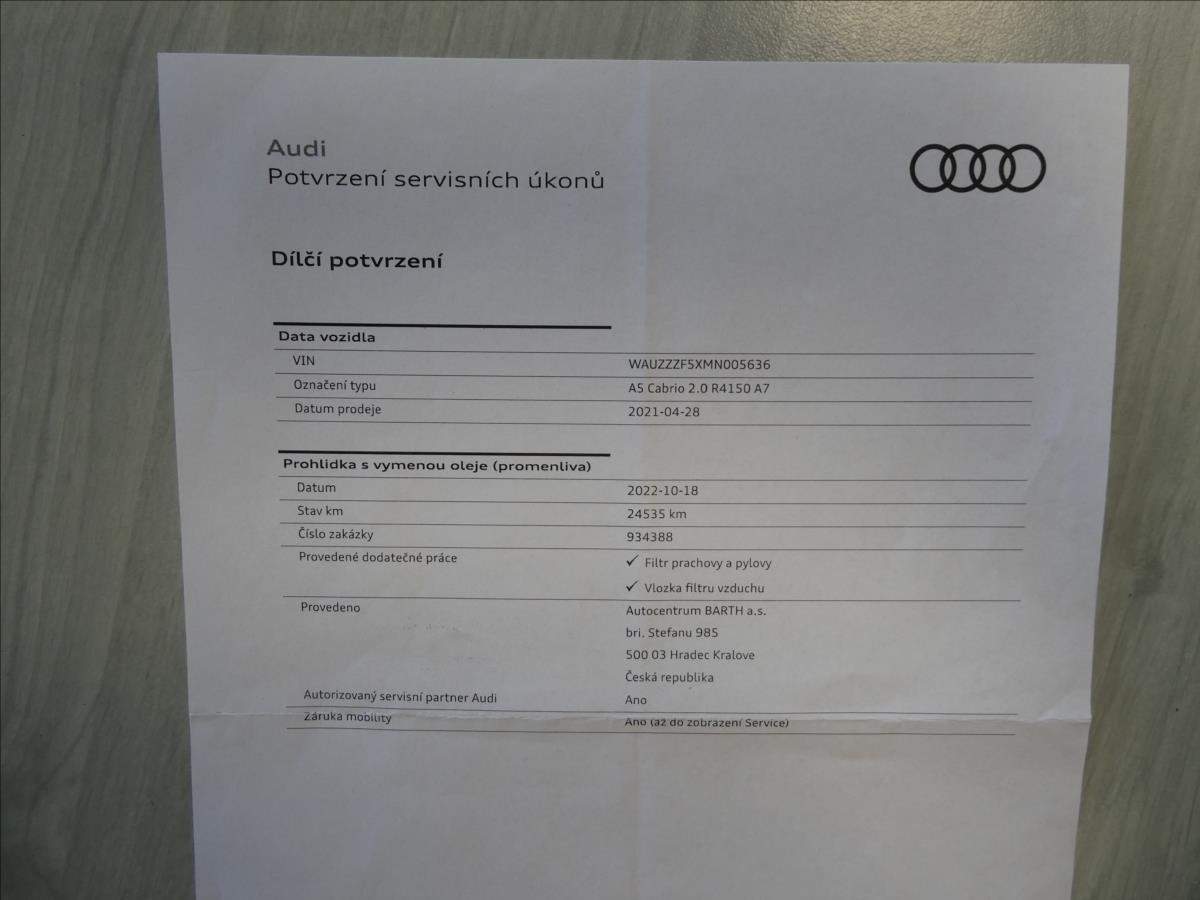 Audi
Potvrzení servisních úkonů
Dílčí potvrzení
Data vozidla
VIN WAUZZZF5XMN005636
Označení typu A5 Cabrio 2.0 R4150 A7
Datum prodeje 2021-04-28
Prohlidka s vymenou oleje (promenliva)
Datum 2022-10-18
Stav km 24535 km
Číslo zakázky 934388
Provedené dodatečné práce ✓ Filtr prachovy a pylovy
✓ Vlozka filtru vzduchu
Provedeno Autocentrum BARTH a.s.
bri. Stefanu 985
500 03 Hradec Kralove
Česká republika
Autorizovaný servisní partner Audi Ano
Záruka mobility Ano (až do zobrazení Service)